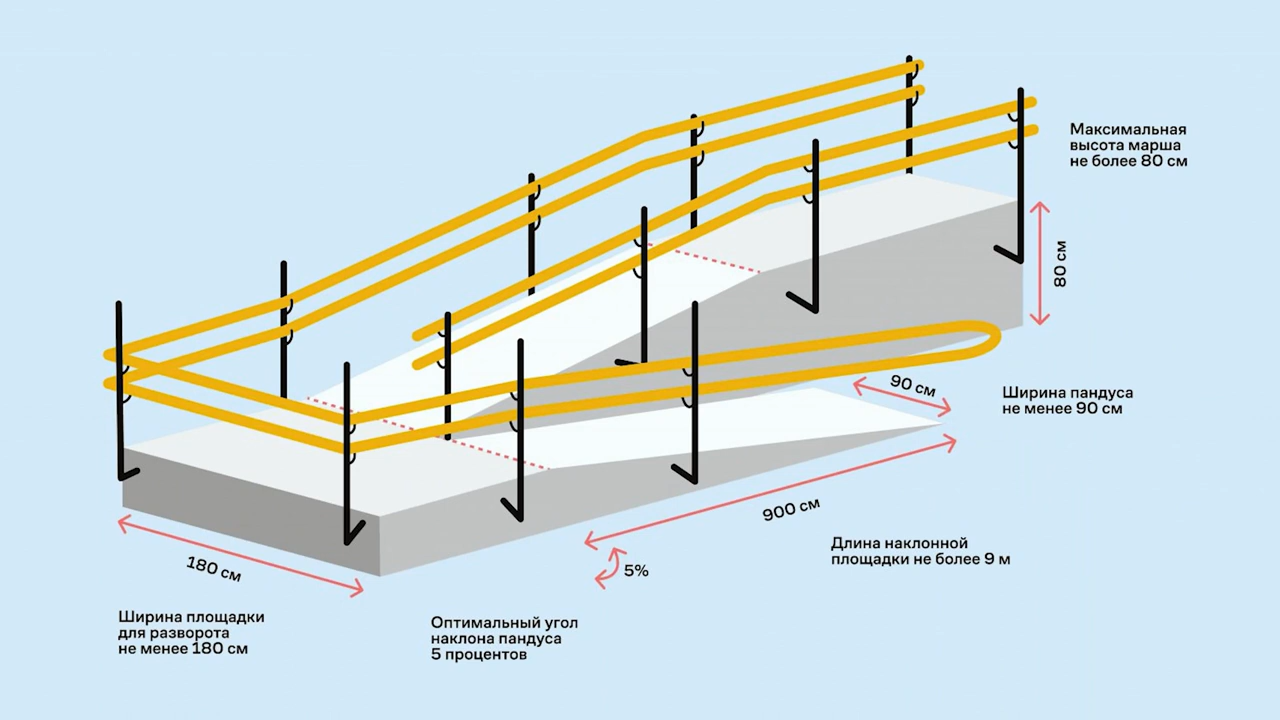 Максимальная
высота марша
не более 80 см
80 см
90 см
Ширина пандуса
не менее 90 см
900 см
Длина наклонной
площадки не более 9 м
5%
180 см
Ширина площадки
для разворота
не менее 180 см
Оптимальный угол
наклона пандуса
5 процентов